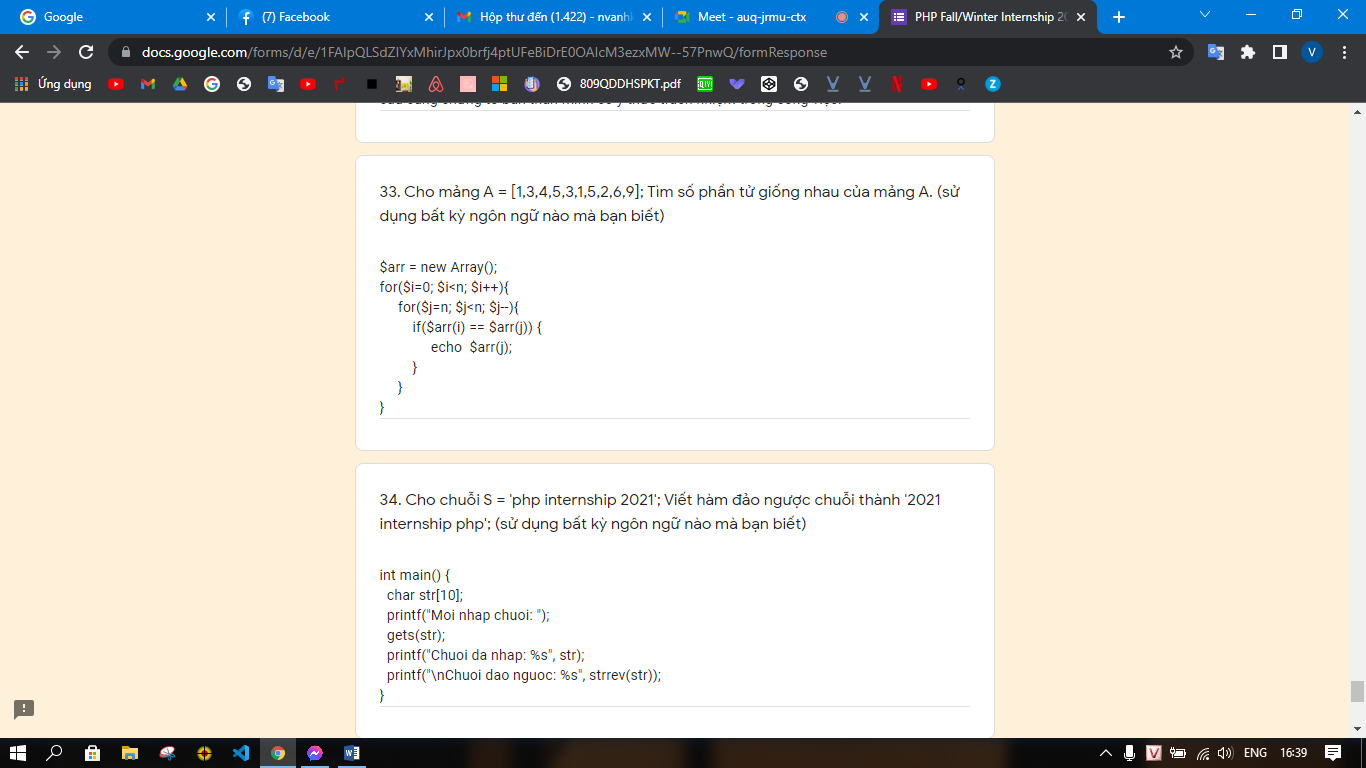 Google
(7) Facebook
Hộp thư đến (1.422) - nvanh
Meet - auq-jrmu-ctx
PHP Fall/Winter Internship 20
docs.google.com/forms/d/e/1FAIpQLSdZIYxMhirJpx0brfj4ptUFeBiDrE0OAIcM3ezxMW--57PnwQ/formResponse
V
Ứng dụng
809QDDHSPKT.pdf
33. Cho mảng A = [1,3,4,5,3,1,5,2,6,9]; Tìm số phần tử giống nhau của mảng A. (sử
dụng bất kỳ ngôn ngữ nào mà bạn biết)
$arr = new Array();
for($i=0; $i<n; $i++){
for($j=n; $j<n; $j--){
if($arr(i) == $arr(j)) {
echo  $arr(j);
}
}
}
34. Cho chuỗi S = 'php internship 2021'; Viết hàm đảo ngược chuỗi thành '2021
internship php'; (sử dụng bất kỳ ngôn ngữ nào mà bạn biết)
int main() {
char str[10];
printf("Moi nhap chuoi: ");
gets(str);
printf("Chuoi da nhap: %s", str);
printf("\nChuoi dao nguoc: %s", strrev(str));
}
ENG
16:39